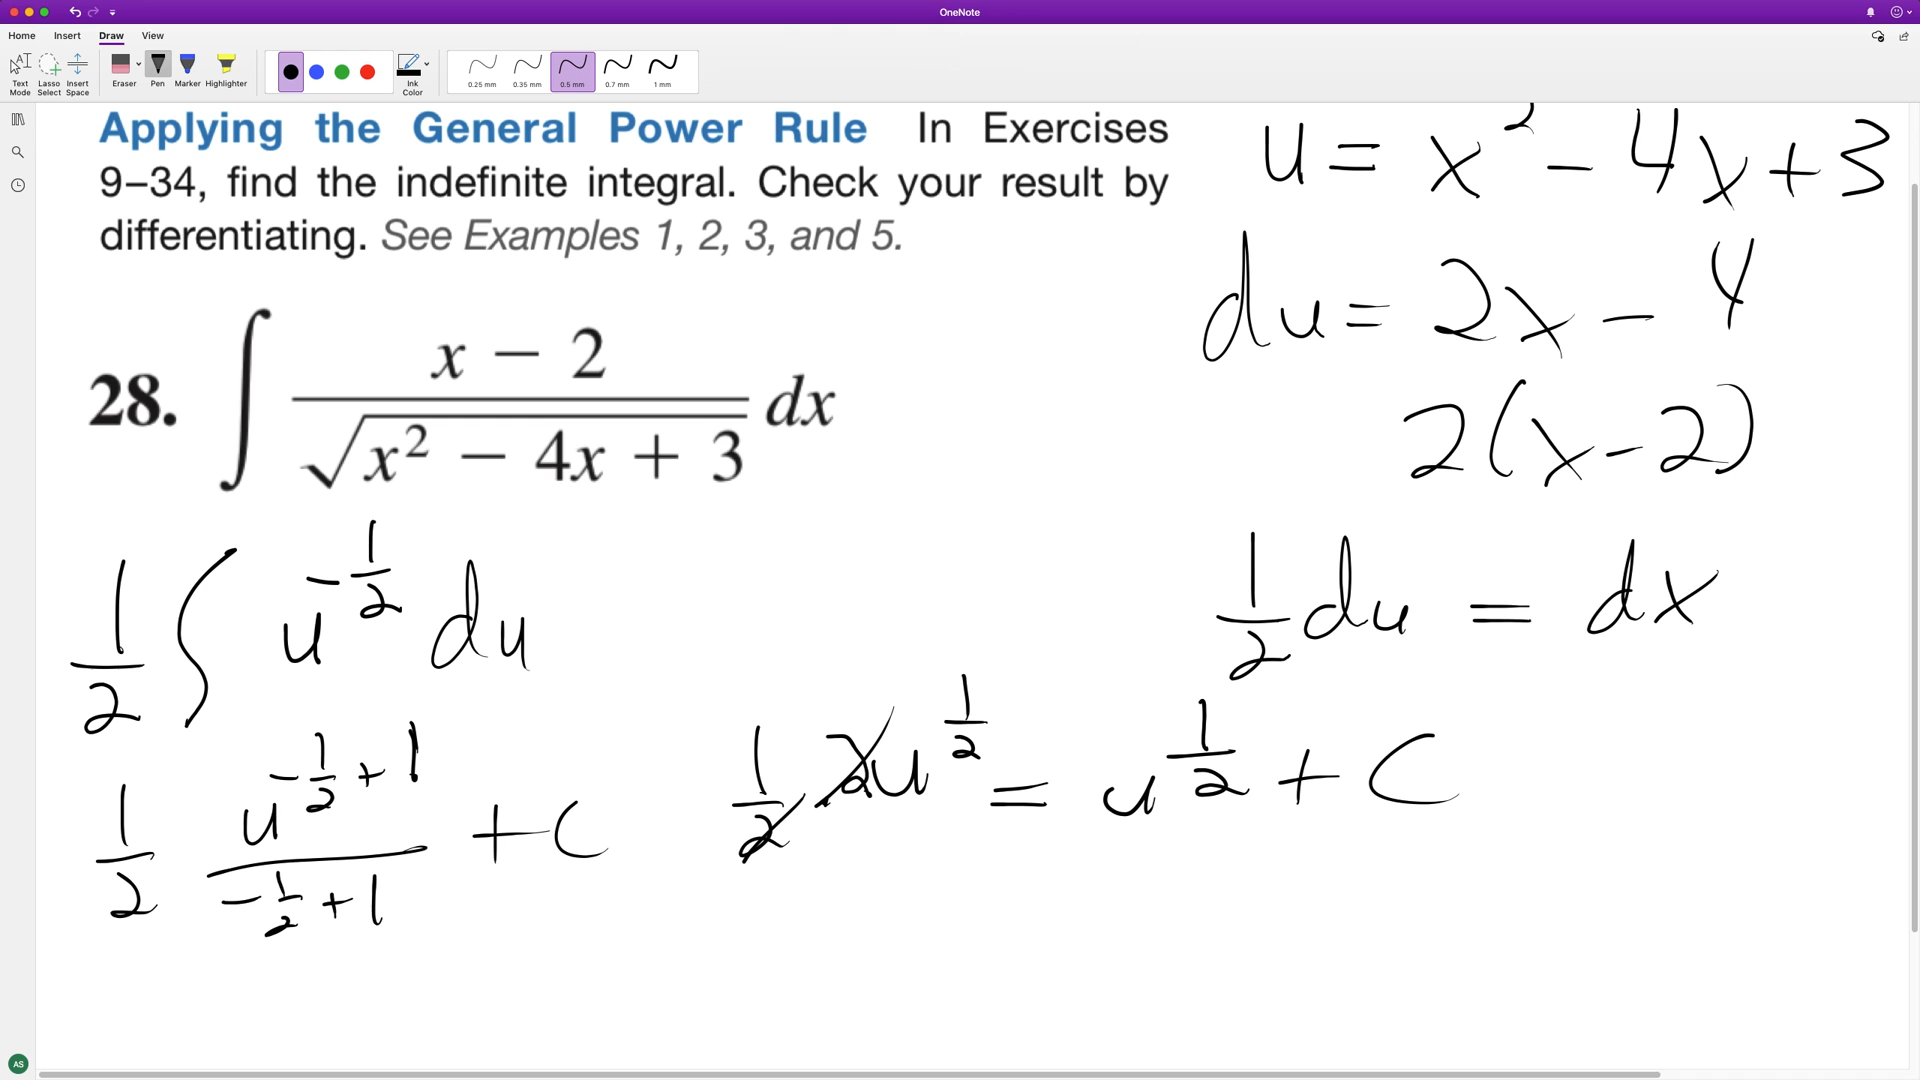 OneNote
Home Insert Draw View
Text Mode
Lasso Select
Insert Space
Eraser
Pen
Marker
Highlighter
Ink Color
0.25 mm 0.35 mm 0.5 mm 0.7 mm 1 mm
Applying the General Power Rule In Exercises
9–34, find the indefinite integral. Check your result by
differentiating. See Examples 1, 2, 3, and 5.
28. ∫ (x − 2)/√(x² − 4x + 3) dx
u = x² − 4x + 3
du = 2x − 4
2(x − 2)
1/2 du = dx
1/2 ∫ u^(−1/2) du
1/2 u^(−1/2 + 1)/(−1/2 + 1) + C
1/2 2u^(1/2) = u^(1/2) + C
AS